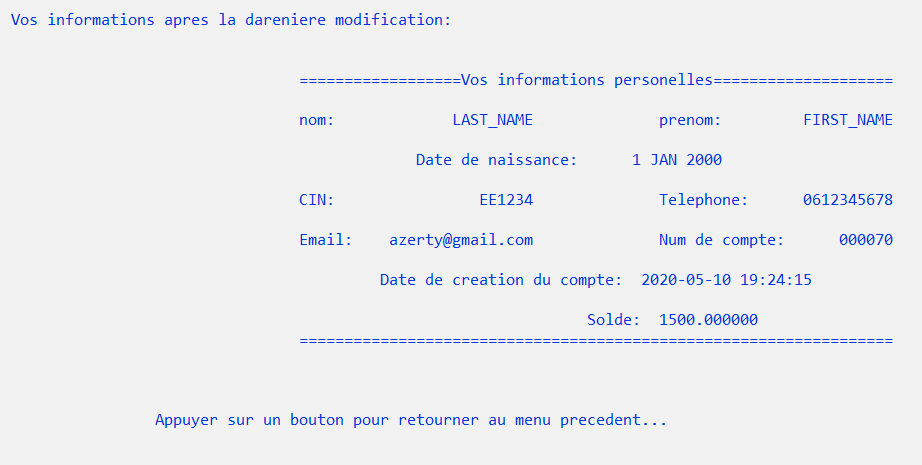 Vos informations apres la dareniere modification:
==================Vos informations personelles====================
nom: LAST_NAME prenom: FIRST_NAME
Date de naissance: 1 JAN 2000
CIN: EE1234 Telephone: 0612345678
Email: azerty@gmail.com Num de compte: 000070
Date de creation du compte: 2020-05-10 19:24:15
Solde: 1500.000000
==================================================================
Appuyer sur un bouton pour retourner au menu precedent...